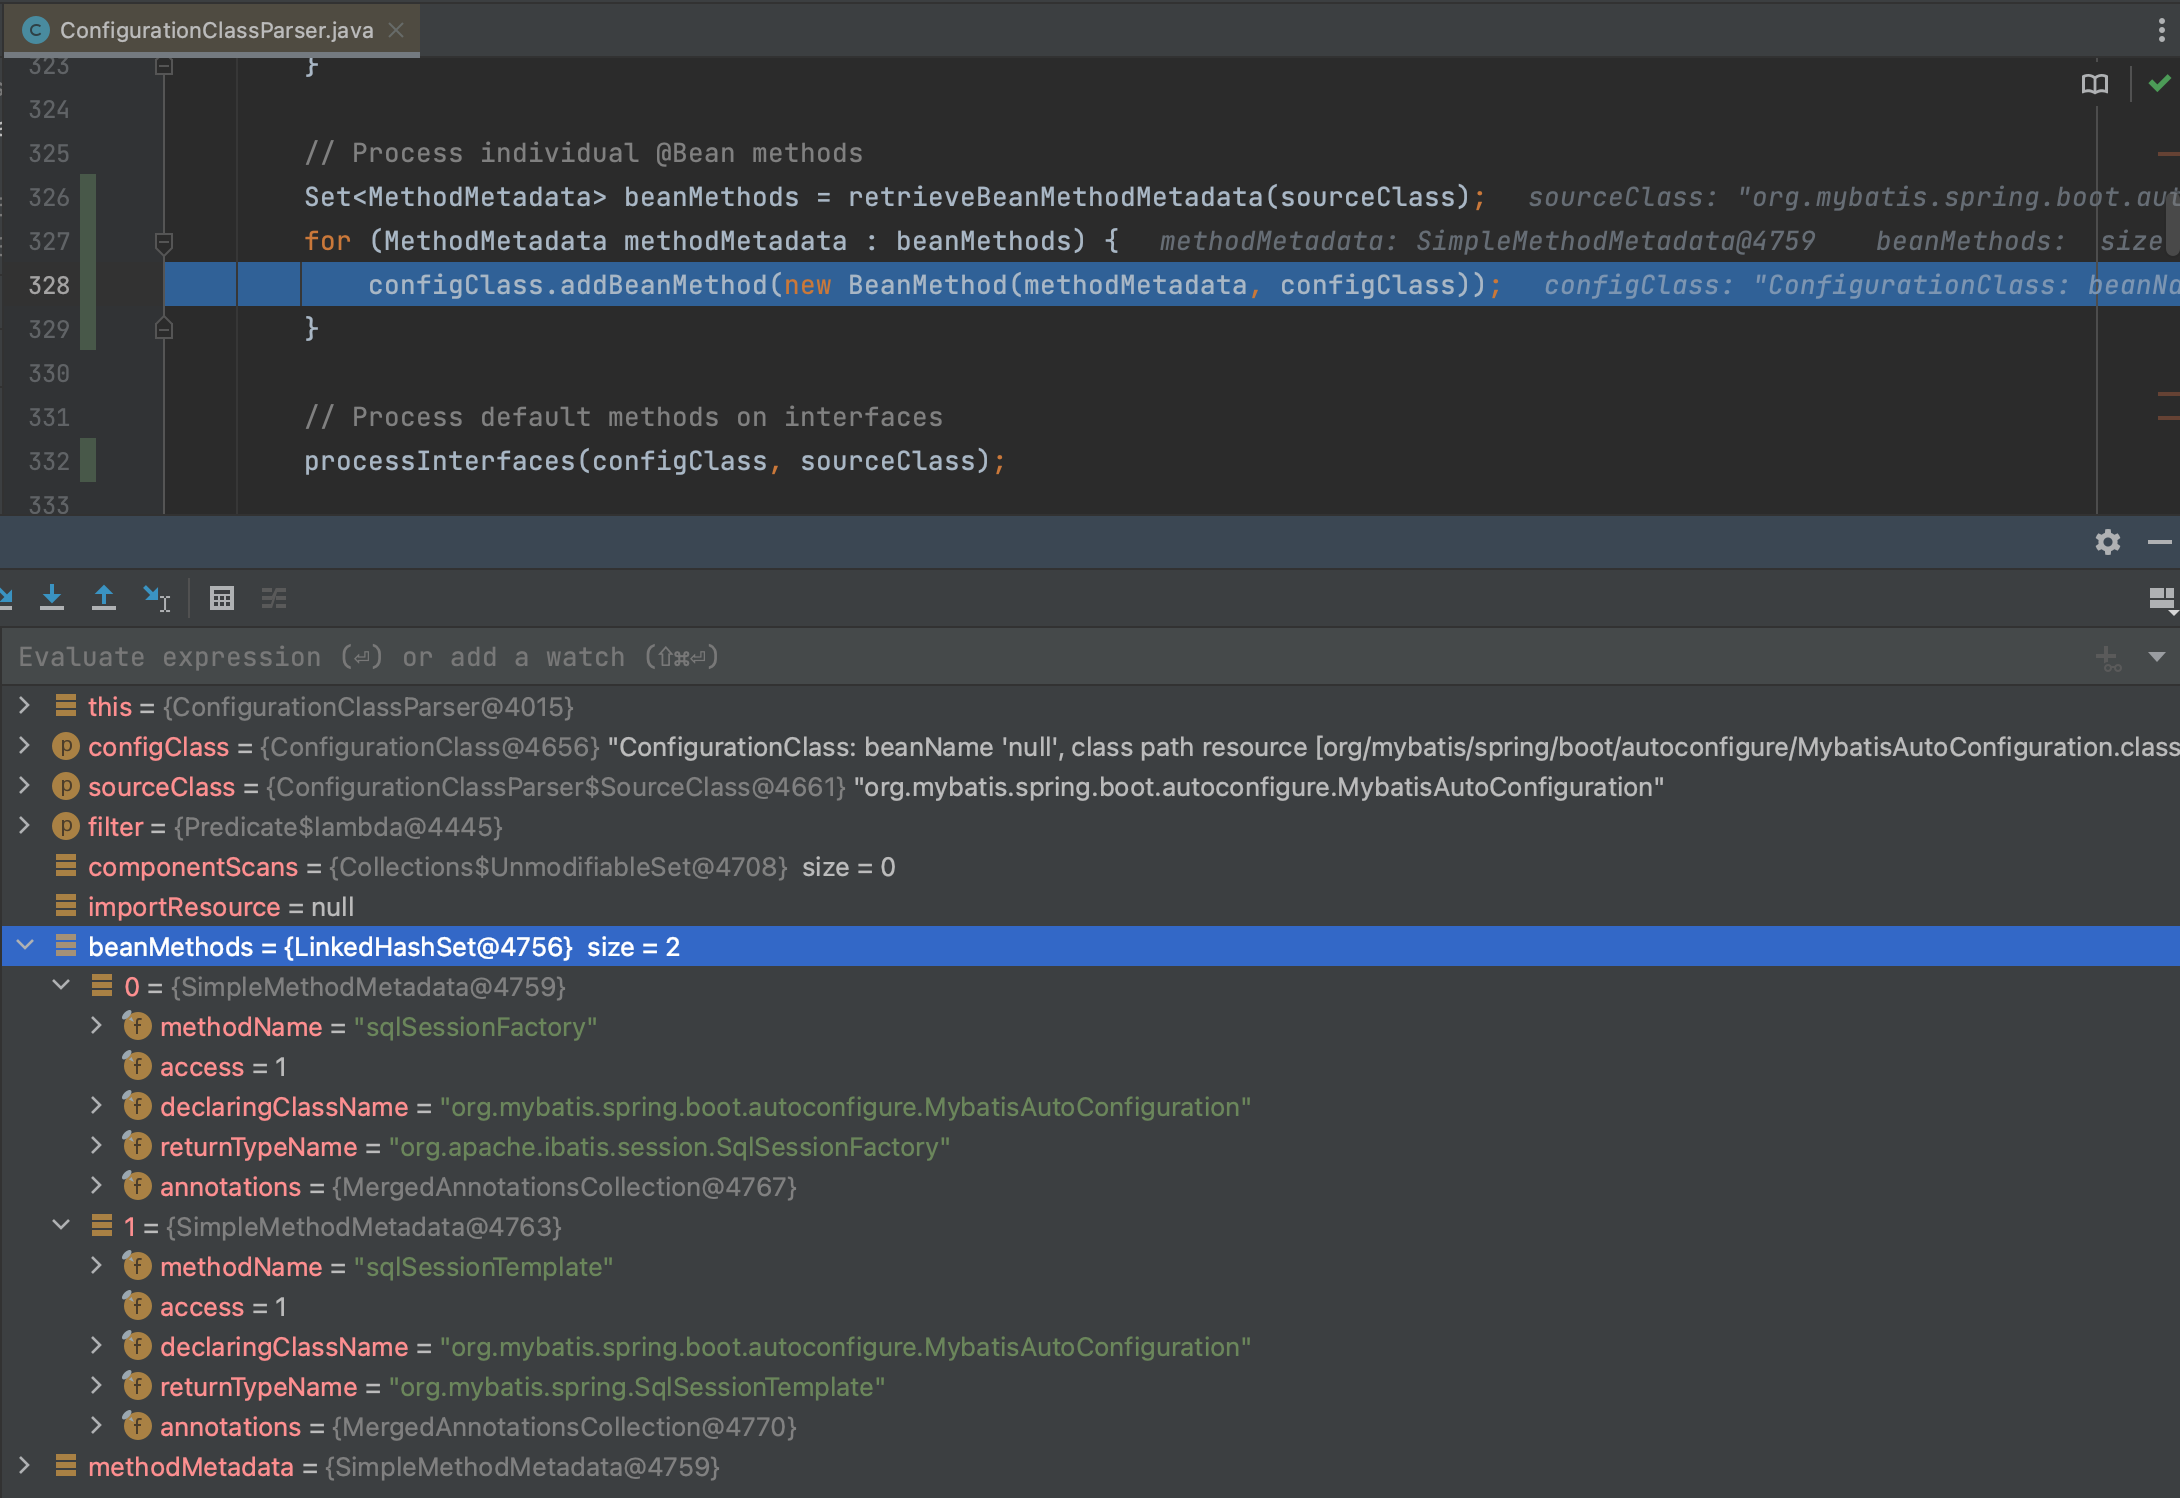 ConfigurationClassParser.java
323 }
324
325 // Process individual @Bean methods
326 Set<MethodMetadata> beanMethods = retrieveBeanMethodMetadata(sourceClass); sourceClass: "org.mybatis.spring.boot.aut
327 for (MethodMetadata methodMetadata : beanMethods) { methodMetadata: SimpleMethodMetadata@4759 beanMethods: size
328 configClass.addBeanMethod(new BeanMethod(methodMetadata, configClass)); configClass: "ConfigurationClass: beanNa
329 }
330
331 // Process default methods on interfaces
332 processInterfaces(configClass, sourceClass);
333
Evaluate expression (⏎) or add a watch (⇧⌘⏎)
this = {ConfigurationClassParser@4015}
configClass = {ConfigurationClass@4656} "ConfigurationClass: beanName 'null', class path resource [org/mybatis/spring/boot/autoconfigure/MybatisAutoConfiguration.class
sourceClass = {ConfigurationClassParser$SourceClass@4661} "org.mybatis.spring.boot.autoconfigure.MybatisAutoConfiguration"
filter = {Predicate$lambda@4445}
componentScans = {Collections$UnmodifiableSet@4708} size = 0
importResource = null
beanMethods = {LinkedHashSet@4756} size = 2
0 = {SimpleMethodMetadata@4759}
methodName = "sqlSessionFactory"
access = 1
declaringClassName = "org.mybatis.spring.boot.autoconfigure.MybatisAutoConfiguration"
returnTypeName = "org.apache.ibatis.session.SqlSessionFactory"
annotations = {MergedAnnotationsCollection@4767}
1 = {SimpleMethodMetadata@4763}
methodName = "sqlSessionTemplate"
access = 1
declaringClassName = "org.mybatis.spring.boot.autoconfigure.MybatisAutoConfiguration"
returnTypeName = "org.mybatis.spring.SqlSessionTemplate"
annotations = {MergedAnnotationsCollection@4770}
methodMetadata = {SimpleMethodMetadata@4759}